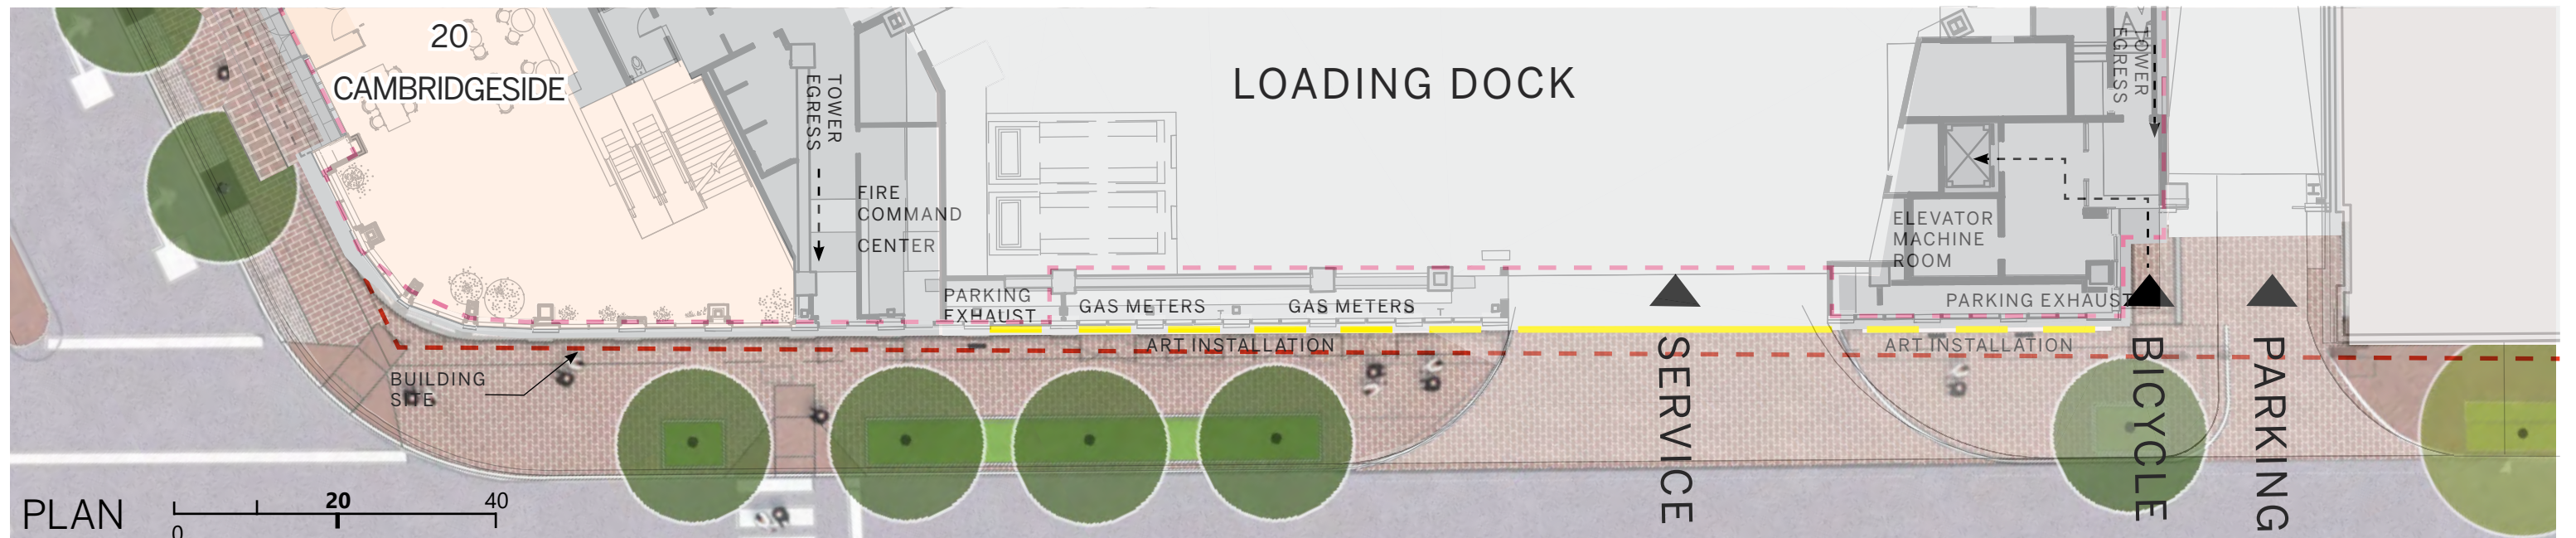 20
CAMBRIDGESIDE
TOWER
EGRESS
FIRE
COMMAND
CENTER
LOADING DOCK
TOWER
EGRESS
ELEVATOR
MACHINE
ROOM
PARKING
EXHAUST
GAS METERS
GAS METERS
PARKING EXHAUST
ART INSTALLATION
ART INSTALLATION
BUILDING
SITE
SERVICE
BICYCLE
PARKING
PLAN
0
20
40